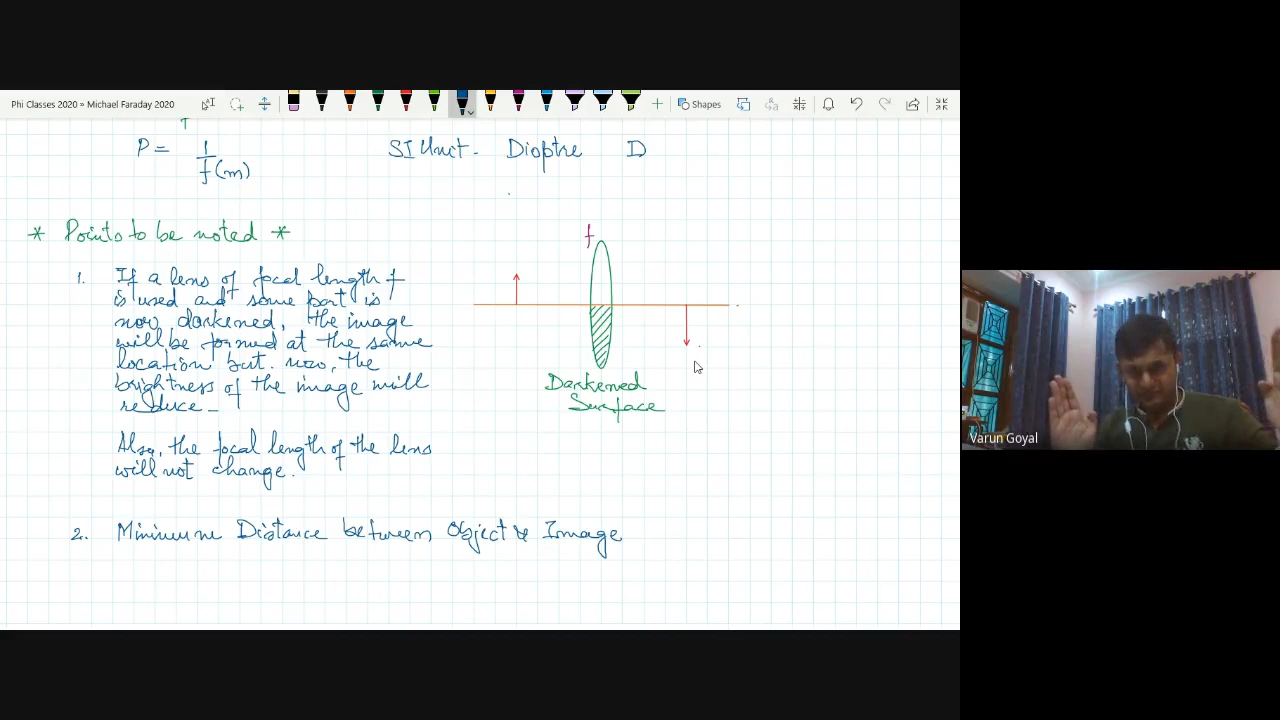 Phi Classes 2020 » Michael Faraday 2020
Shapes
P = 1/f(m) SI Unit - Dioptre D
* Points to be noted *
f
1. If a lens of focal length f
is used and some part is
now darkened, the image
will be formed at the same
location but now, the
brightness of the image will
reduce -
Darkened
Surface
Also, the focal length of the lens
will not change.
2. Minimum Distance between Object & Image
Varun Goyal